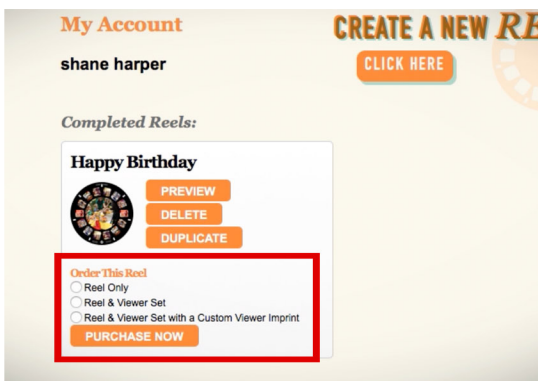 My Account
CREATE A NEW RE
shane harper
CLICK HERE
Completed Reels:
Happy Birthday
PREVIEW
DELETE
DUPLICATE
Order This Reel
Reel Only
Reel & Viewer Set
Reel & Viewer Set with a Custom Viewer Imprint
PURCHASE NOW